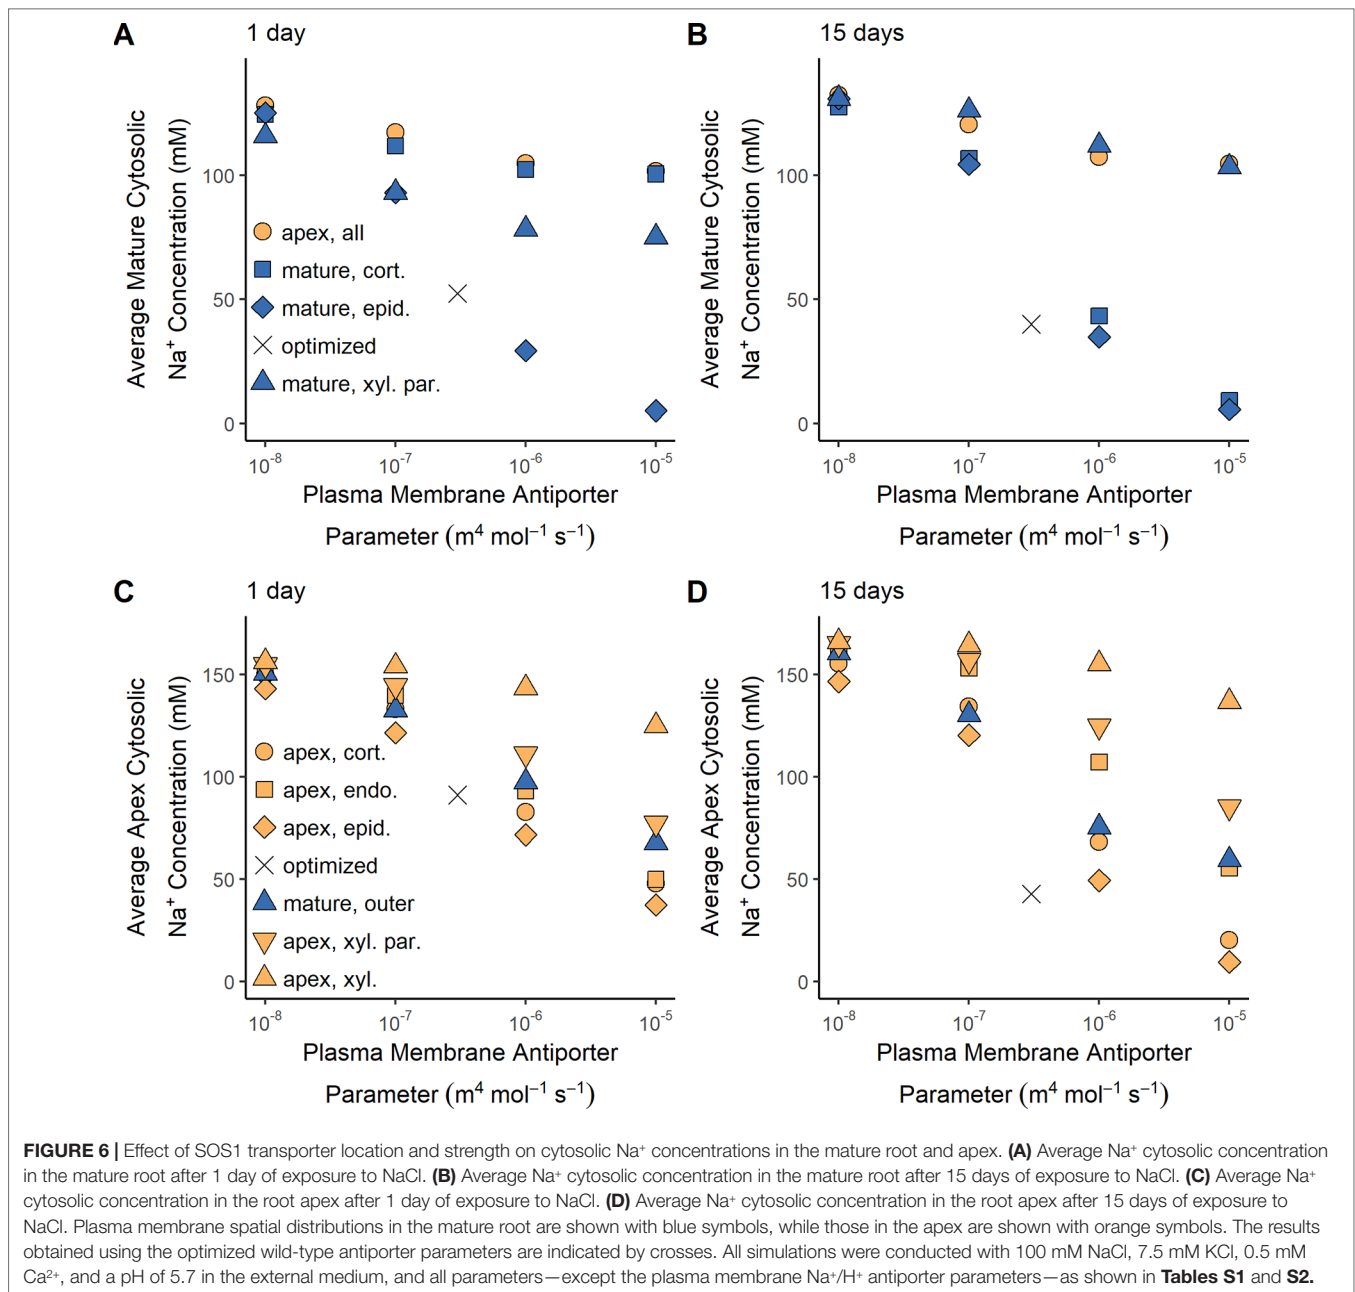 A 1 day
Average Mature Cytosolic
Na⁺ Concentration (mM)
100
50
0
apex, all
mature, cort.
mature, epid.
optimized
mature, xyl. par.
10⁻⁸ 10⁻⁷ 10⁻⁶ 10⁻⁵
Plasma Membrane Antiporter
Parameter (m⁴ mol⁻¹ s⁻¹)
B 15 days
Average Mature Cytosolic
Na⁺ Concentration (mM)
100
50
0
10⁻⁸ 10⁻⁷ 10⁻⁶ 10⁻⁵
Plasma Membrane Antiporter
Parameter (m⁴ mol⁻¹ s⁻¹)
C 1 day
Average Apex Cytosolic
Na⁺ Concentration (mM)
150
100
50
0
apex, cort.
apex, endo.
apex, epid.
optimized
mature, outer
apex, xyl. par.
apex, xyl.
10⁻⁸ 10⁻⁷ 10⁻⁶ 10⁻⁵
Plasma Membrane Antiporter
Parameter (m⁴ mol⁻¹ s⁻¹)
D 15 days
Average Apex Cytosolic
Na⁺ Concentration (mM)
150
100
50
0
10⁻⁸ 10⁻⁷ 10⁻⁶ 10⁻⁵
Plasma Membrane Antiporter
Parameter (m⁴ mol⁻¹ s⁻¹)
FIGURE 6 | Effect of SOS1 transporter location and strength on cytosolic Na⁺ concentrations in the mature root and apex. (A) Average Na⁺ cytosolic concentration
in the mature root after 1 day of exposure to NaCl. (B) Average Na⁺ cytosolic concentration in the mature root after 15 days of exposure to NaCl. (C) Average Na⁺
cytosolic concentration in the root apex after 1 day of exposure to NaCl. (D) Average Na⁺ cytosolic concentration in the root apex after 15 days of exposure to
NaCl. Plasma membrane spatial distributions in the mature root are shown with blue symbols, while those in the apex are shown with orange symbols. The results
obtained using the optimized wild-type antiporter parameters are indicated by crosses. All simulations were conducted with 100 mM NaCl, 7.5 mM KCl, 0.5 mM
Ca²⁺, and a pH of 5.7 in the external medium, and all parameters—except the plasma membrane Na⁺/H⁺ antiporter parameters—as shown in Tables S1 and S2.